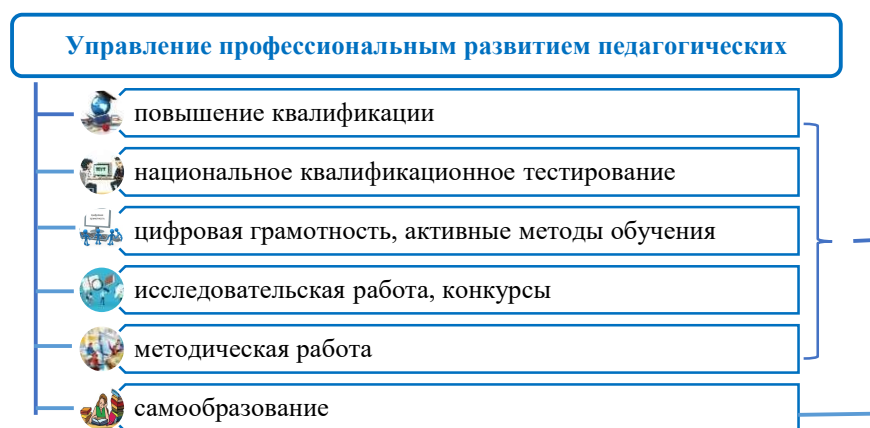 Управление профессиональным развитием педагогических
повышение квалификации
национальное квалификационное тестирование
цифровая грамотность, активные методы обучения
исследовательская работа, конкурсы
методическая работа
самообразование